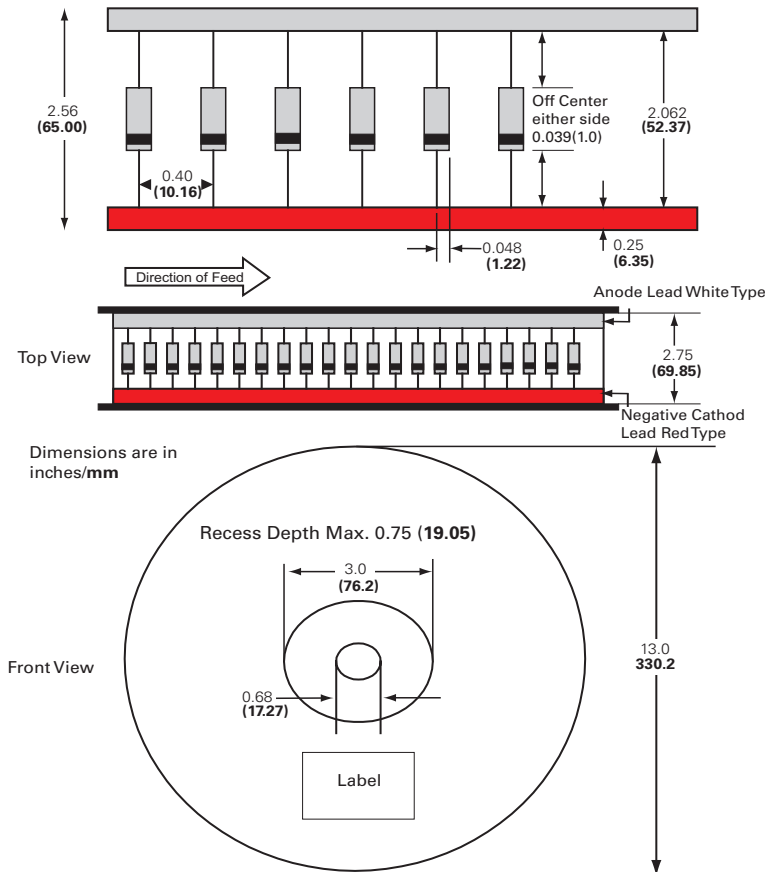 2.56
(65.00)
0.40
(10.16)
Off Center
either side
0.039(1.0)
2.062
(52.37)
0.048
(1.22)
0.25
(6.35)
Direction of Feed
Anode Lead White Type
Top View
2.75
(69.85)
Negative Cathod
Lead Red Type
Dimensions are in
inches/mm
Recess Depth Max. 0.75 (19.05)
3.0
(76.2)
Front View
13.0
330.2
0.68
(17.27)
Label